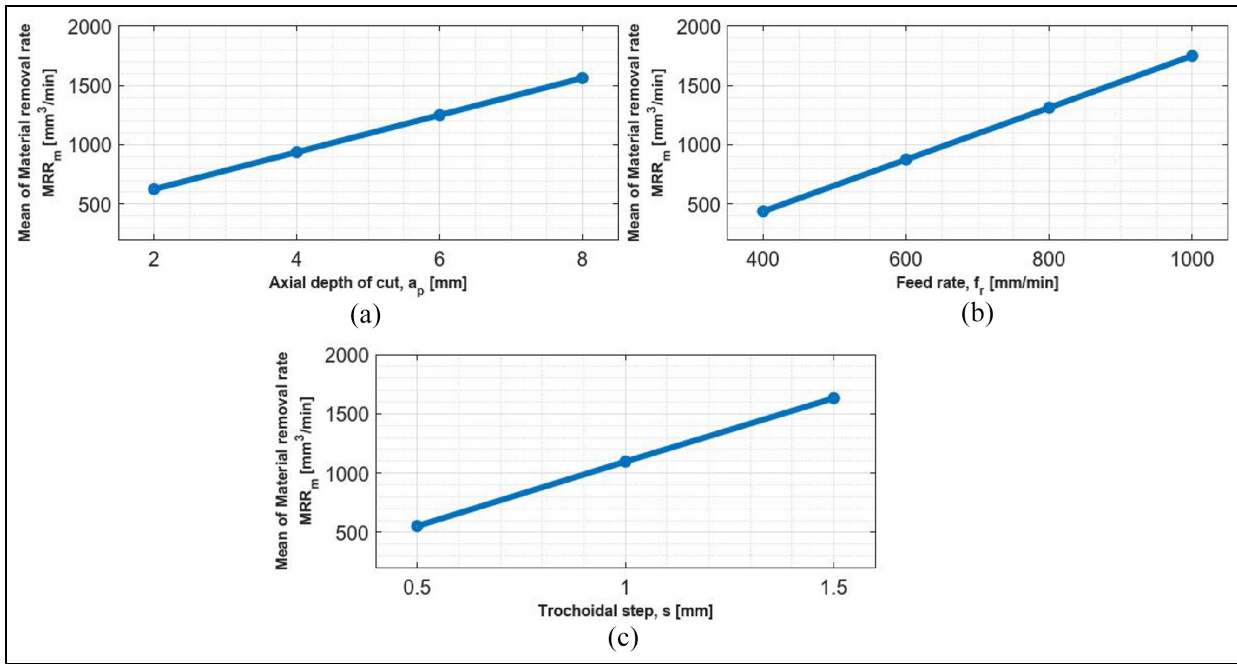 Mean of Material removal rate
MRRₘ [mm³/min]
2000
1500
1000
500
2 4 6 8
Axial depth of cut, aₚ [mm]
(a)
Mean of Material removal rate
MRRₘ [mm³/min]
2000
1500
1000
500
400 600 800 1000
Feed rate, fᵣ [mm/min]
(b)
Mean of Material removal rate
MRRₘ [mm³/min]
2000
1500
1000
500
0.5 1 1.5
Trochoidal step, s [mm]
(c)